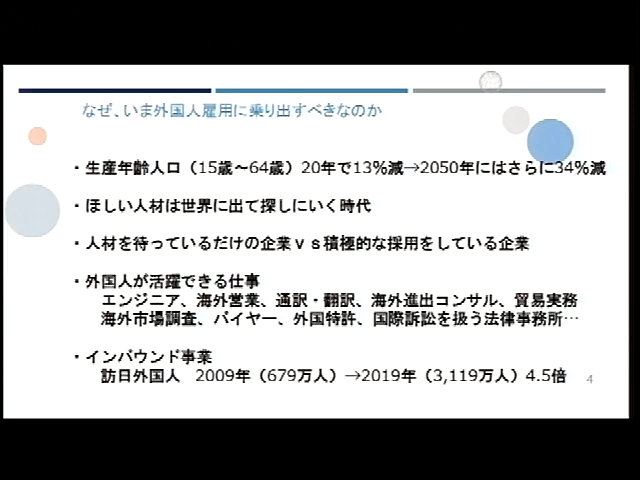 なぜ、いま外国人雇用に乗り出すべきなのか
・生産年齢人口（15歳～64歳）20年で13%減→2050年にはさらに34%減
・ほしい人材は世界に出て探しにいく時代
・人材を待っているだけの企業ｖｓ積極的な採用をしている企業
・外国人が活躍できる仕事
エンジニア、海外営業、通訳・翻訳、海外進出コンサル、貿易実務
海外市場調査、バイヤー、外国特許、国際訴訟を扱う法律事務所…
・インバウンド事業
訪日外国人　2009年（679万人）→2019年（3,119万人）4.5倍
4